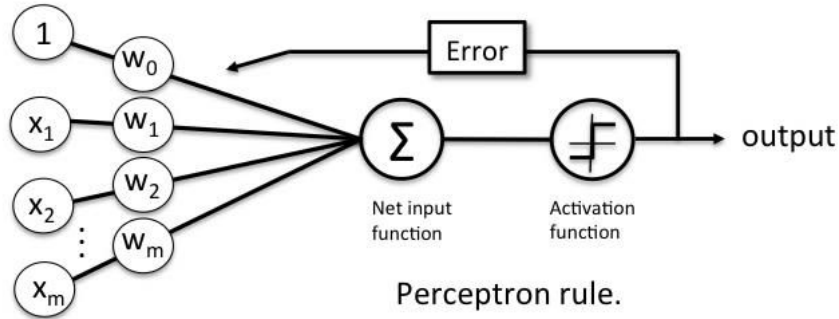 1
w₀
Error
x₁
w₁
Σ
output
x₂
w₂
Net input
function
Activation
function
⋮
wₘ
xₘ
Perceptron rule.